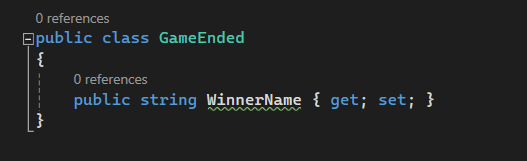 0 references
public class GameEnded
{
0 references
public string WinnerName { get; set; }
}